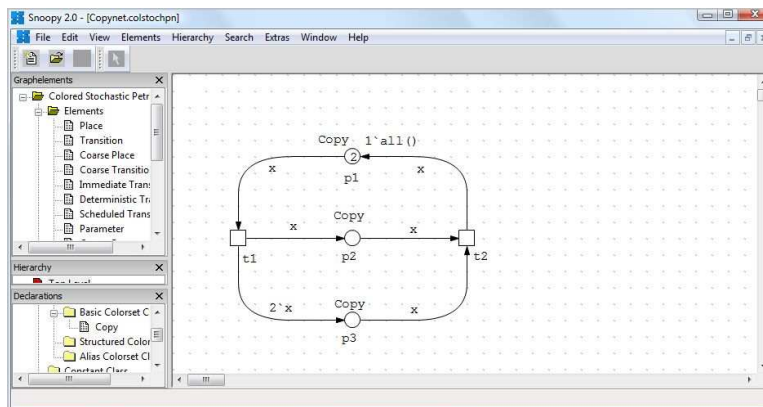 Snoopy 2.0 - [Copynet.colstochpn]
File Edit View Elements Hierarchy Search Extras Window Help
Graphelements
Colored Stochastic Petr
Elements
Place
Transition
Coarse Place
Coarse Transitio
Immediate Trans
Deterministic Tra
Scheduled Trans
Parameter
Hierarchy
Declarations
Basic Colorset C
Copy
Structured Color
Alias Colorset Cl
Constant Class
Copy 1`all()
2
x x
p1
Copy
x x
t1 p2 t2
Copy
2`x x
p3